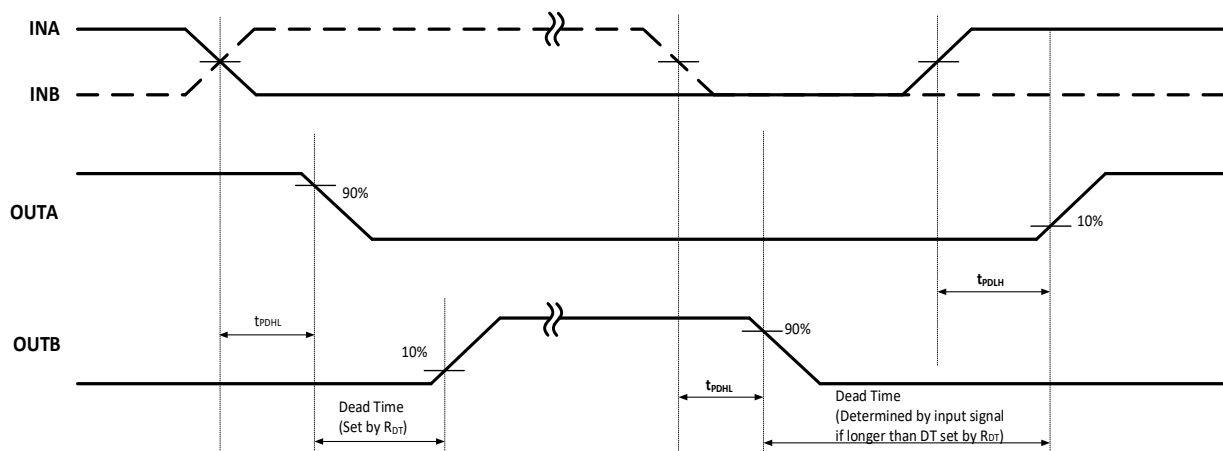 INA
INB
90%
OUTA
10%
tPDLH
tPDHL
90%
OUTB
10%
tPDHL
Dead Time
(Set by RDT)
Dead Time
(Determined by input signal
if longer than DT set by RDT)